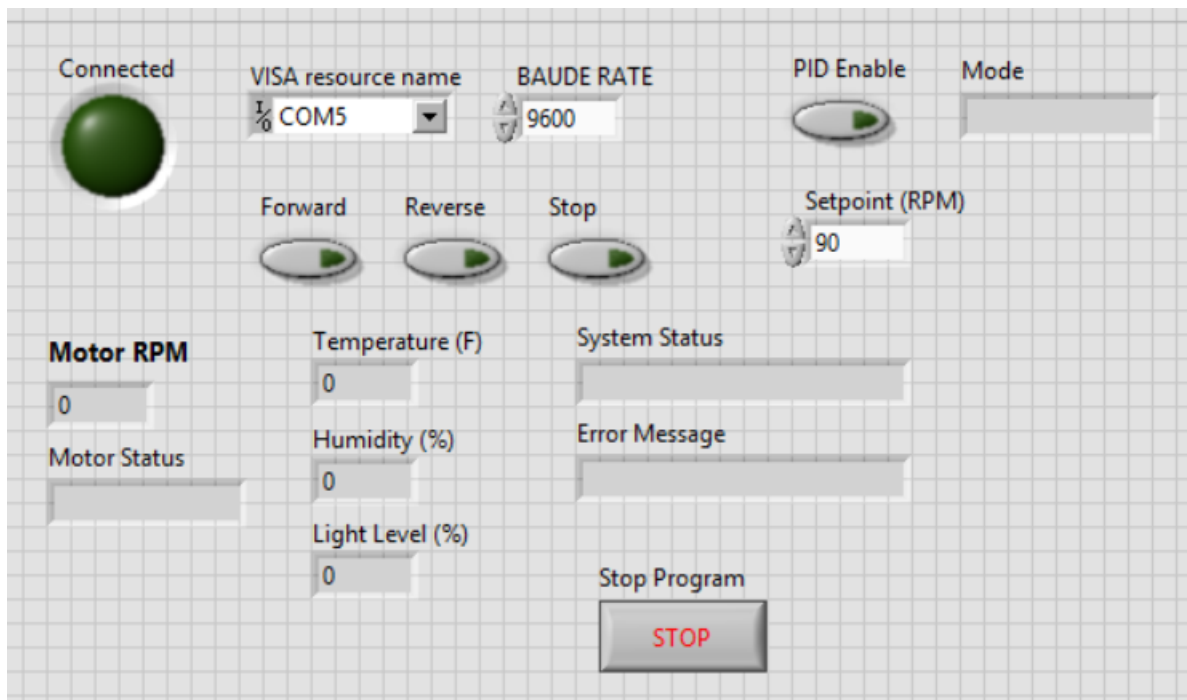 Connected
VISA resource name
BAUDE RATE
PID Enable
Mode
I/O COM5
9600
Forward
Reverse
Stop
Setpoint (RPM)
90
Motor RPM
0
Motor Status
Temperature (F)
0
Humidity (%)
0
Light Level (%)
0
System Status
Error Message
Stop Program
STOP